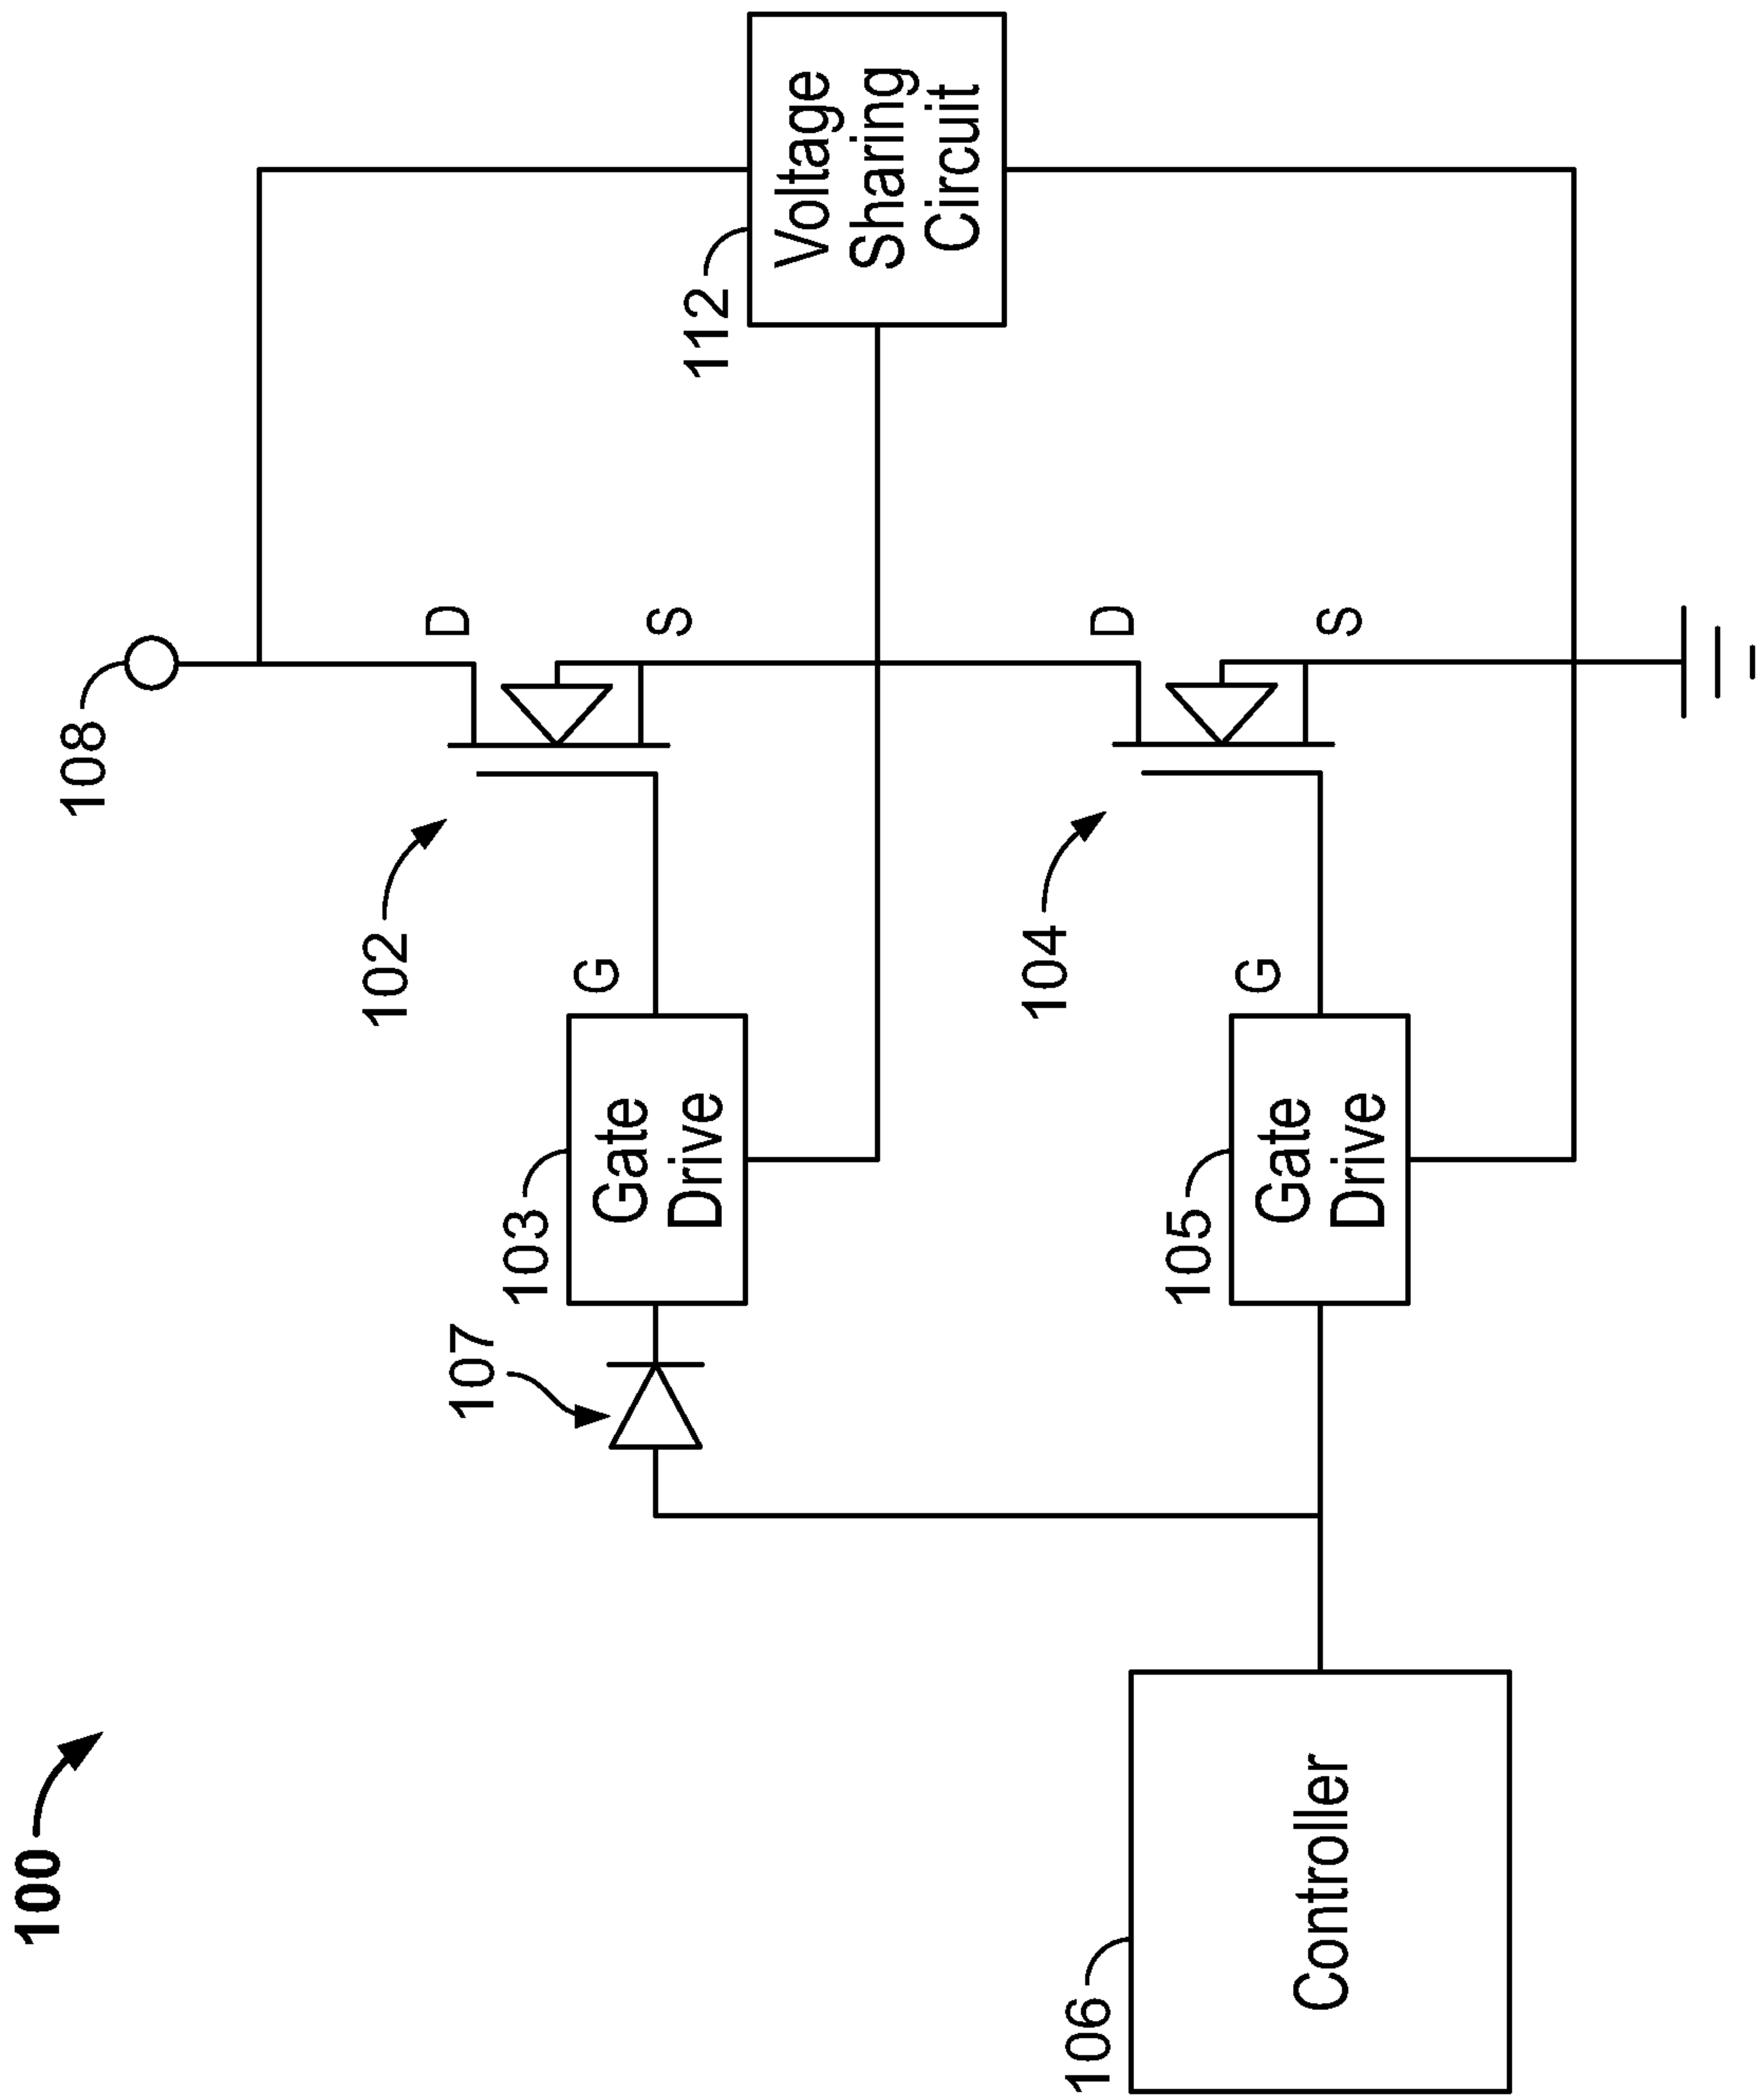 100
108
D
102
S
G
103
Gate
Drive
107
112
Voltage
Sharing
Circuit
D
104
S
G
105
Gate
Drive
106
Controller